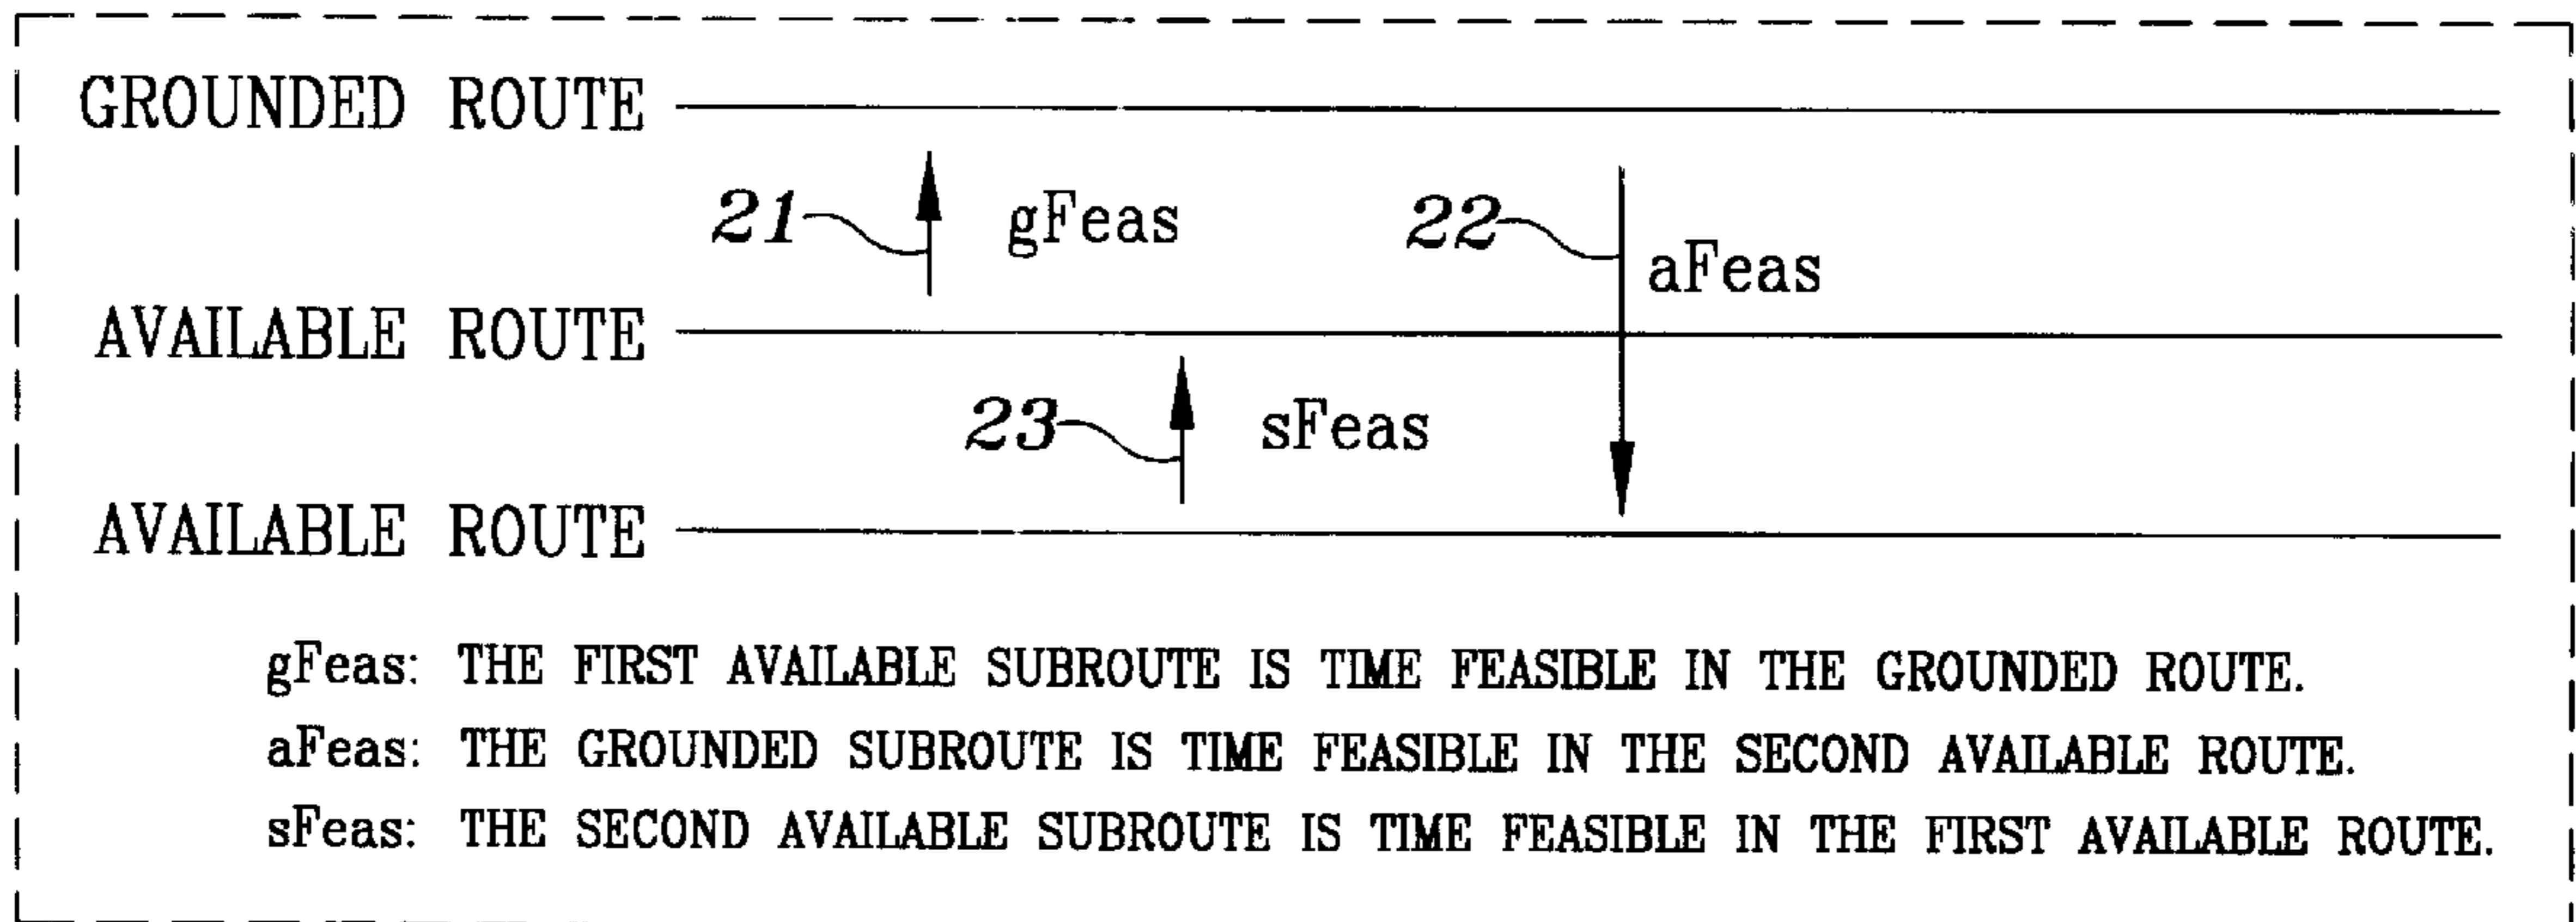 GROUNDED ROUTE
21 gFeas 22 aFeas
AVAILABLE ROUTE
23 sFeas
AVAILABLE ROUTE
gFeas: THE FIRST AVAILABLE SUBROUTE IS TIME FEASIBLE IN THE GROUNDED ROUTE.
aFeas: THE GROUNDED SUBROUTE IS TIME FEASIBLE IN THE SECOND AVAILABLE ROUTE.
sFeas: THE SECOND AVAILABLE SUBROUTE IS TIME FEASIBLE IN THE FIRST AVAILABLE ROUTE.